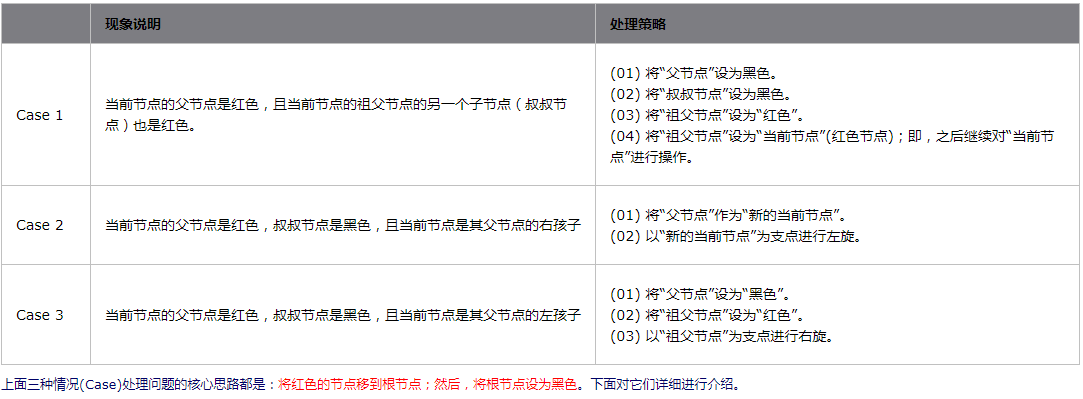 现象说明 处理策略
Case 1
当前节点的父节点是红色，且当前节点的祖父节点的另一个子节点（叔叔节
点）也是红色。
(01) 将“父节点”设为黑色。
(02) 将“叔叔节点”设为黑色。
(03) 将“祖父节点”设为“红色”。
(04) 将“祖父节点”设为“当前节点”(红色节点)；即，之后继续对“当前节
点”进行操作。
Case 2
当前节点的父节点是红色，叔叔节点是黑色，且当前节点是其父节点的右孩子
(01) 将“父节点”作为“新的当前节点”。
(02) 以“新的当前节点”为支点进行左旋。
Case 3
当前节点的父节点是红色，叔叔节点是黑色，且当前节点是其父节点的左孩子
(01) 将“父节点”设为“黑色”。
(02) 将“祖父节点”设为“红色”。
(03) 以“祖父节点”为支点进行右旋。
上面三种情况(Case)处理问题的核心思路都是：将红色的节点移到根节点；然后，将根节点设为黑色。下面对它们详细进行介绍。